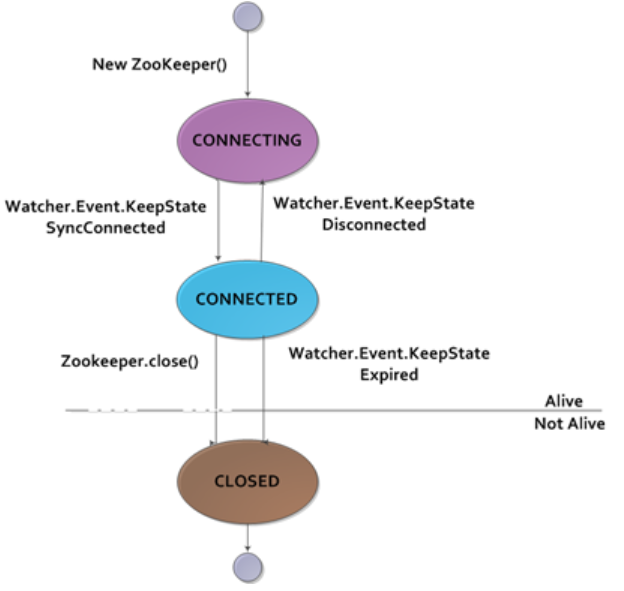 New ZooKeeper()
CONNECTING
Watcher.Event.KeepState
SyncConnected
Watcher.Event.KeepState
Disconnected
CONNECTED
Zookeeper.close()
Watcher.Event.KeepState
Expired
Alive
Not Alive
CLOSED